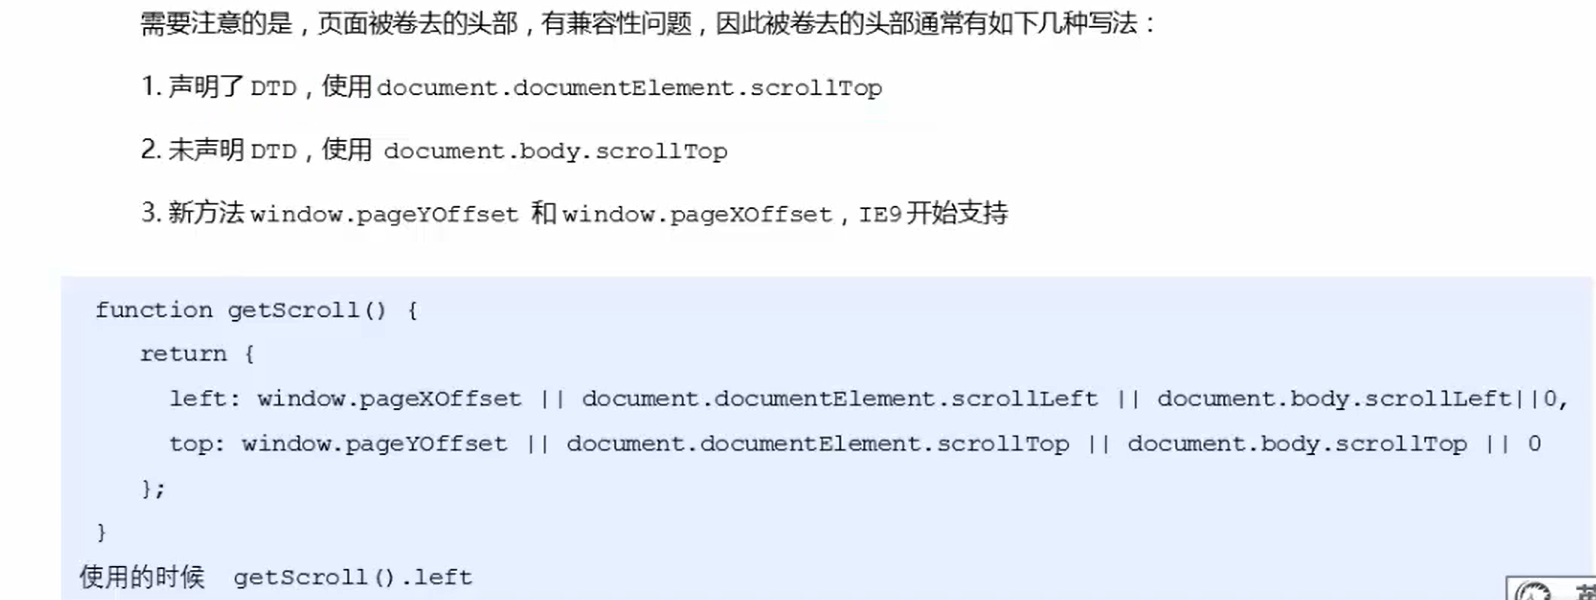 需要注意的是，页面被卷去的头部，有兼容性问题，因此被卷去的头部通常有如下几种写法：
1. 声明了 DTD，使用 document.documentElement.scrollTop
2. 未声明 DTD，使用 document.body.scrollTop
3. 新方法 window.pageYOffset 和 window.pageXOffset，IE9 开始支持
function getScroll() {
return {
left: window.pageXOffset || document.documentElement.scrollLeft || document.body.scrollLeft||0,
top: window.pageYOffset || document.documentElement.scrollTop || document.body.scrollTop || 0
};
}
使用的时候 getScroll().left